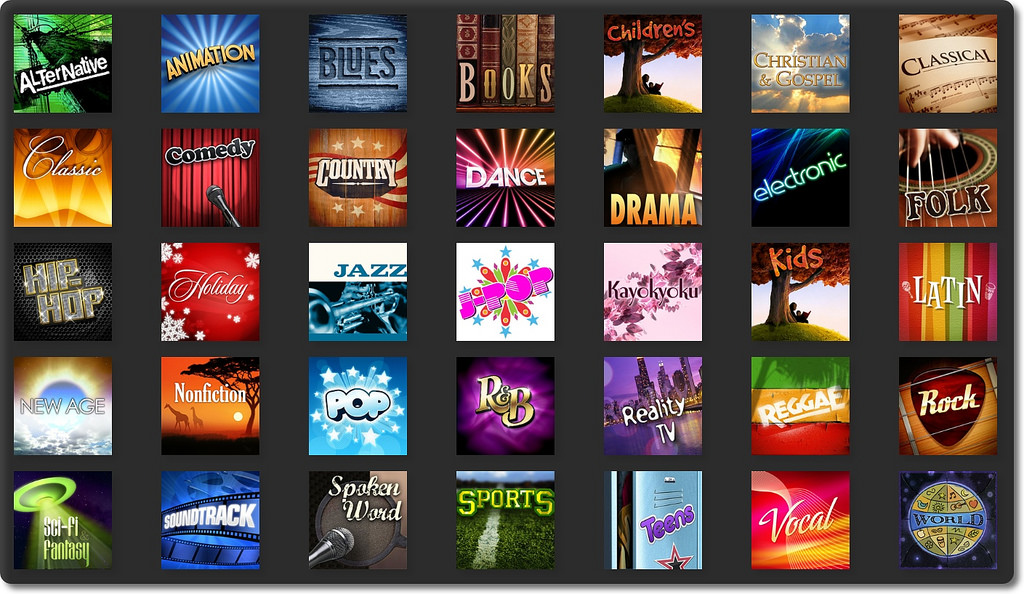 AlterNative
ANIMATION
BLUES
BOOKS
Children's
CHRISTIAN
& GOSPEL
CLASSICAL
Classic
Comedy
COUNTRY
DANCE
DRAMA
electronic
FOLK
HIP-
HOP
Holiday
JAZZ
J-POP
Kayokyoku
Kids
LATIN
NEW AGE
Nonfiction
POP
R&B
Reality
TV
REGGAE
Rock
Sci-fi
fantasy
SOUNDTRACK
Spoken
Word
SPORTS
Teens
Vocal
WORLD